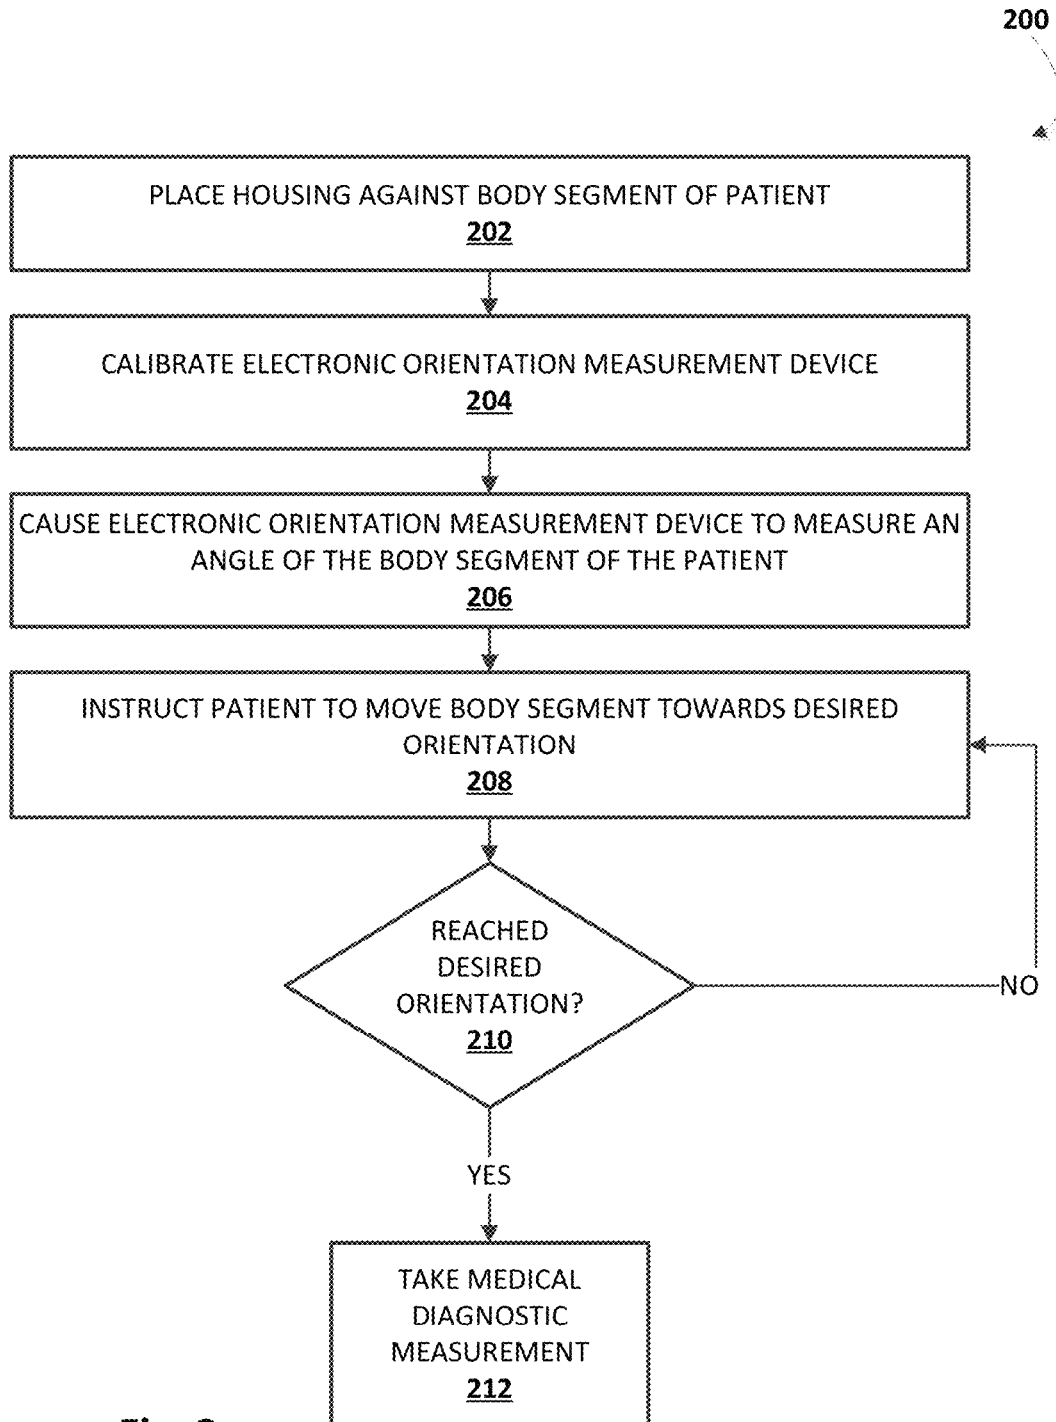 200
PLACE HOUSING AGAINST BODY SEGMENT OF PATIENT
202
CALIBRATE ELECTRONIC ORIENTATION MEASUREMENT DEVICE
204
CAUSE ELECTRONIC ORIENTATION MEASUREMENT DEVICE TO MEASURE AN
ANGLE OF THE BODY SEGMENT OF THE PATIENT
206
INSTRUCT PATIENT TO MOVE BODY SEGMENT TOWARDS DESIRED
ORIENTATION
208
REACHED
DESIRED
ORIENTATION?
210
NO
YES
TAKE MEDICAL
DIAGNOSTIC
MEASUREMENT
212